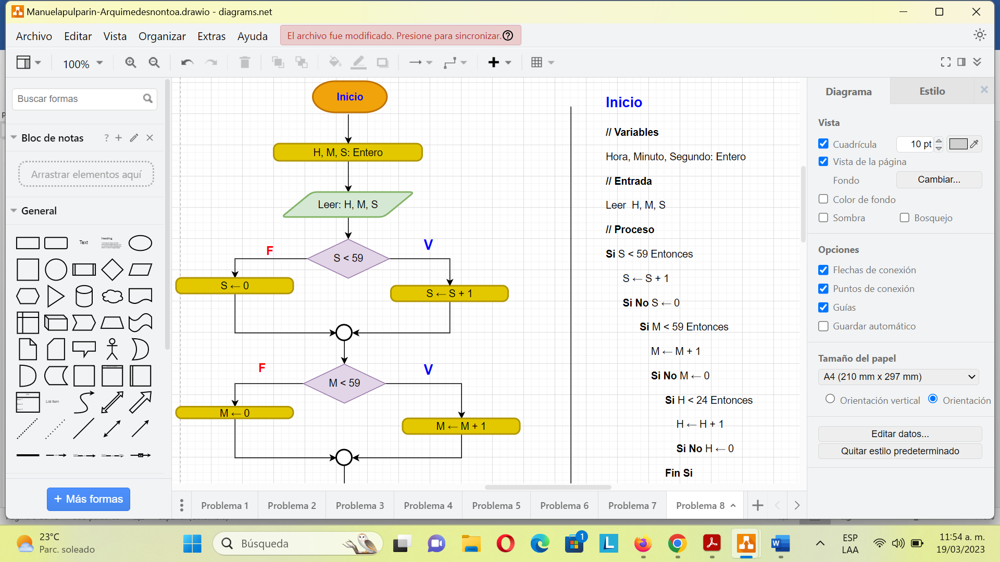 Manuelapulparin-Arquimedesnontoa.drawio - diagrams.net
Archivo Editar Vista Organizar Extras Ayuda El archivo fue modificado. Presione para sincronizar.
100%
Buscar formas
Bloc de notas
Arrastrar elementos aquí
General
Text
Heading
List Item
+ Más formas
Inicio
H, M, S: Entero
Leer: H, M, S
F
S < 59
V
S ← 0
S ← S + 1
F
M < 59
V
M ← 0
M ← M + 1
Inicio
// Variables
Hora, Minuto, Segundo: Entero
// Entrada
Leer H, M, S
// Proceso
Si S < 59 Entonces
S ← S + 1
Si No S ← 0
Si M < 59 Entonces
M ← M + 1
Si No M ← 0
Si H < 24 Entonces
H ← H + 1
Si No H ← 0
Fin Si
Problema 1 Problema 2 Problema 3 Problema 4 Problema 5 Problema 6 Problema 7 Problema 8
Diagrama Estilo
Vista
Cuadrícula 10 pt
Vista de la página
Fondo Cambiar...
Color de fondo
Sombra Bosquejo
Opciones
Flechas de conexión
Puntos de conexión
Guías
Guardar automático
Tamaño del papel
A4 (210 mm x 297 mm)
Orientación vertical Orientación
Editar datos...
Quitar estilo predeterminado
23°C
Parc. soleado
Búsqueda
1
ESP
LAA
11:54 a. m.
19/03/2023